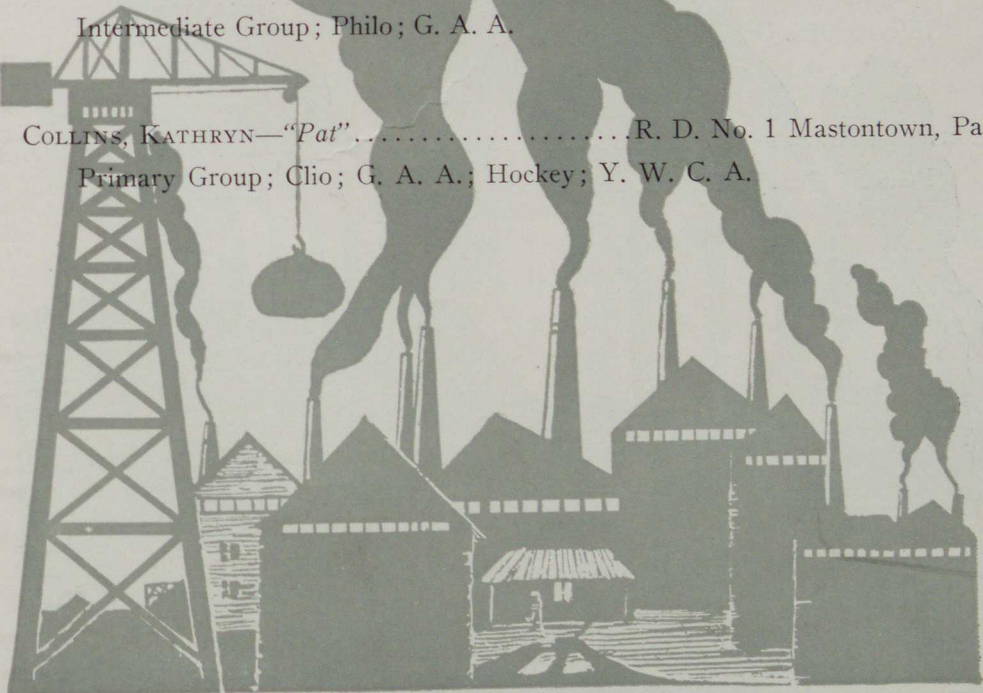 Intermediate Group; Philo; G. A. A.
COLLINS, KATHRYN—“Pat”.....................R. D. No. 1 Mastontown, Pa
Primary Group; Clio; G. A. A.; Hockey; Y. W. C. A.